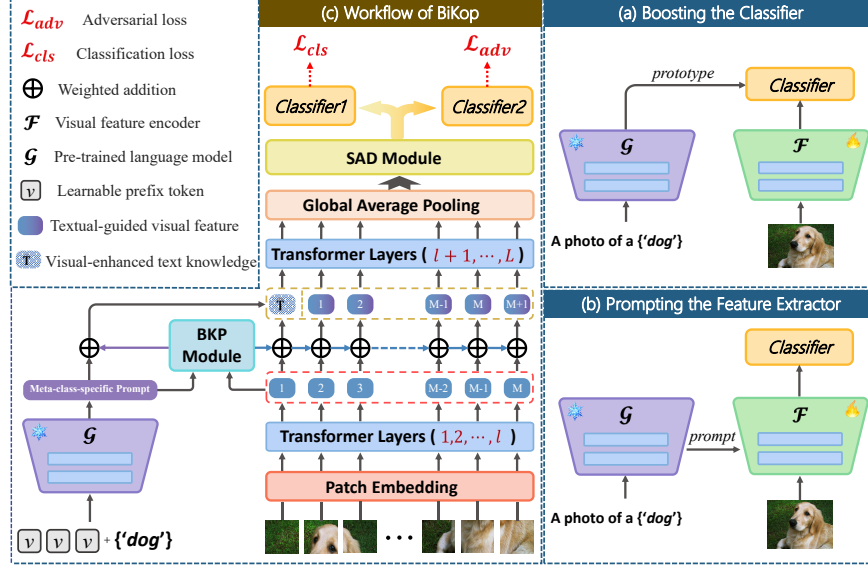 ℒadv Adversarial loss
ℒcls Classification loss
Weighted addition
ℱ Visual feature encoder
𝒢 Pre-trained language model
v Learnable prefix token
Textual-guided visual feature
T Visual-enhanced text knowledge
(c) Workflow of BiKop
ℒcls ℒadv
Classifier1 Classifier2
SAD Module
Global Average Pooling
Transformer Layers ( l + 1, ⋯, L )
T 1 2 M-1 M M+1
BKP
Module
Meta-class-specific Prompt
1 2 3 M-2 M-1 M
𝒢
Transformer Layers ( 1,2, ⋯, l )
Patch Embedding
v v v + {'dog'}
(a) Boosting the Classifier
prototype
Classifier
𝒢 ℱ
A photo of a {'dog'}
(b) Prompting the Feature Extractor
Classifier
𝒢 ℱ
prompt
A photo of a {'dog'}